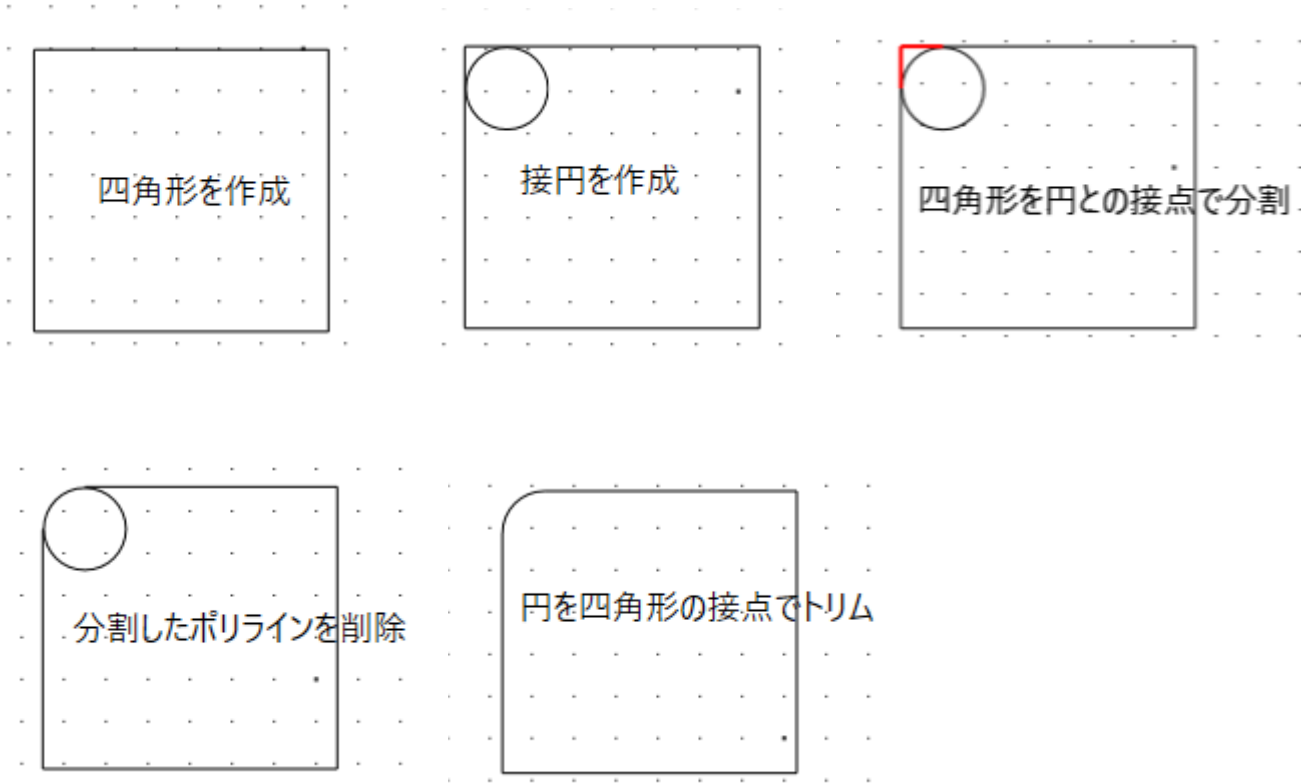 四角形を作成
接円を作成
四角形を円との接点で分割
分割したポリラインを削除
円を四角形の接点でトリム